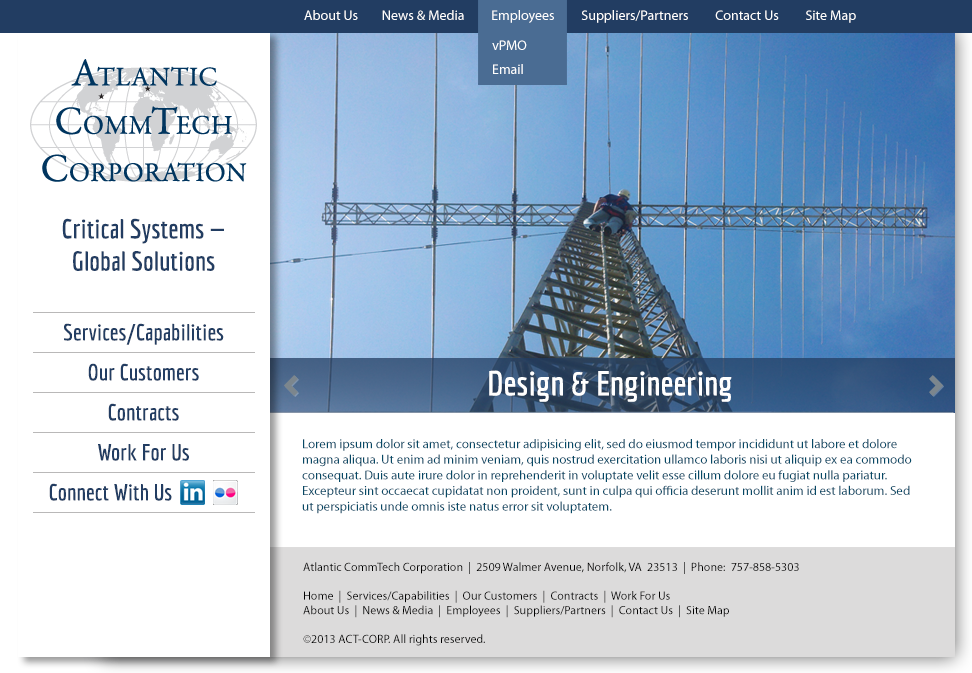 About Us News & Media Employees Suppliers/Partners Contact Us Site Map
vPMO
Email
ATLANTIC
COMMTECH
CORPORATION
Critical Systems –
Global Solutions
Services/Capabilities
Our Customers
Contracts
Work For Us
Connect With Us in
Design & Engineering
Lorem ipsum dolor sit amet, consectetur adipisicing elit, sed do eiusmod tempor incididunt ut labore et dolore
magna aliqua. Ut enim ad minim veniam, quis nostrud exercitation ullamco laboris nisi ut aliquip ex ea commodo
consequat. Duis aute irure dolor in reprehenderit in voluptate velit esse cillum dolore eu fugiat nulla pariatur.
Excepteur sint occaecat cupidatat non proident, sunt in culpa qui officia deserunt mollit anim id est laborum. Sed
ut perspiciatis unde omnis iste natus error sit voluptatem.
Atlantic CommTech Corporation | 2509 Walmer Avenue, Norfolk, VA 23513 | Phone: 757-858-5303
Home | Services/Capabilities | Our Customers | Contracts | Work For Us
About Us | News & Media | Employees | Suppliers/Partners | Contact Us | Site Map
©2013 ACT-CORP. All rights reserved.